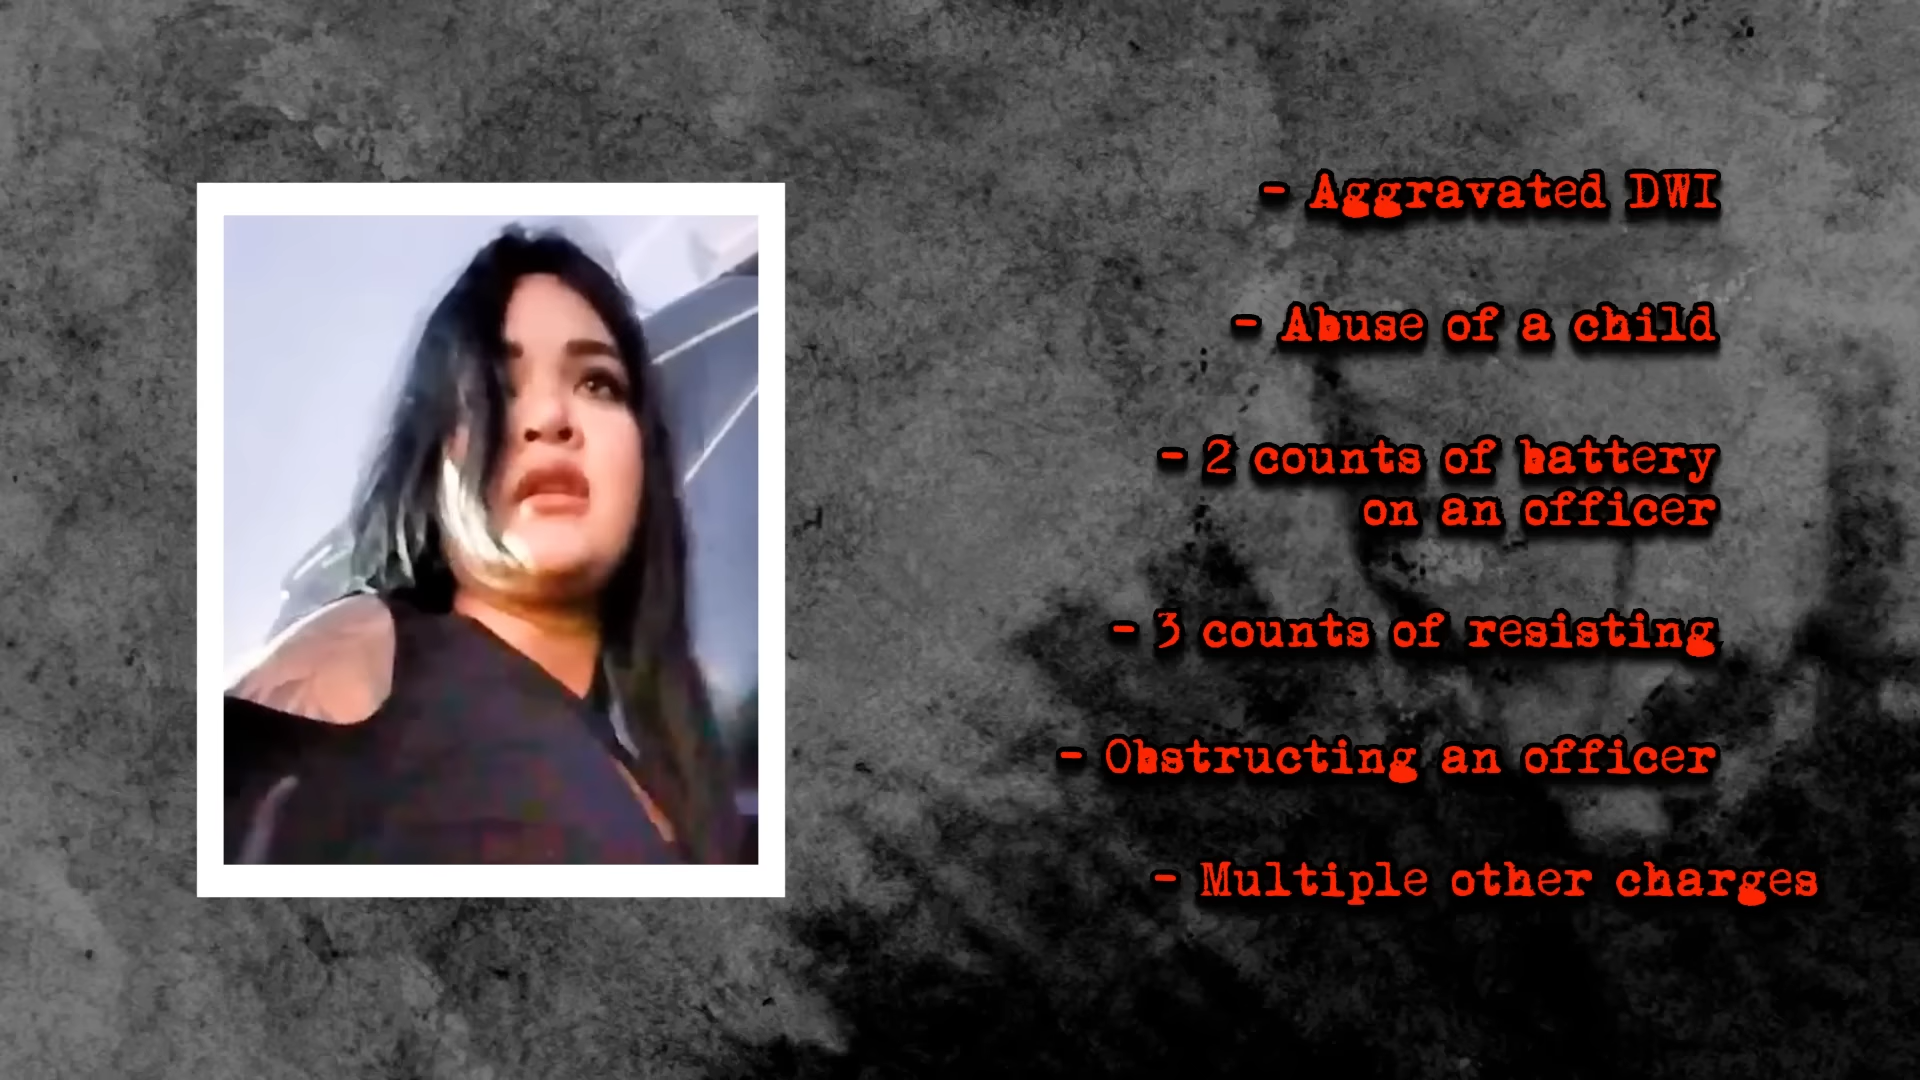 - Aggravated DWI
- Abuse of a child
- 2 counts of battery
on an officer
- 3 counts of resisting
- Obstructing an officer
- Multiple other charges